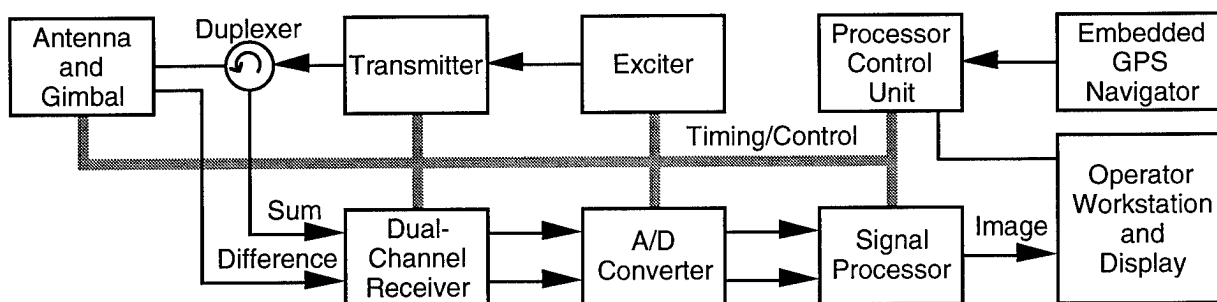 Antenna
and
Gimbal
Duplexer
Transmitter
Exciter
Processor
Control
Unit
Embedded
GPS
Navigator
Timing/Control
Sum
Difference
Dual-
Channel
Receiver
A/D
Converter
Signal
Processor
Image
Operator
Workstation
and
Display